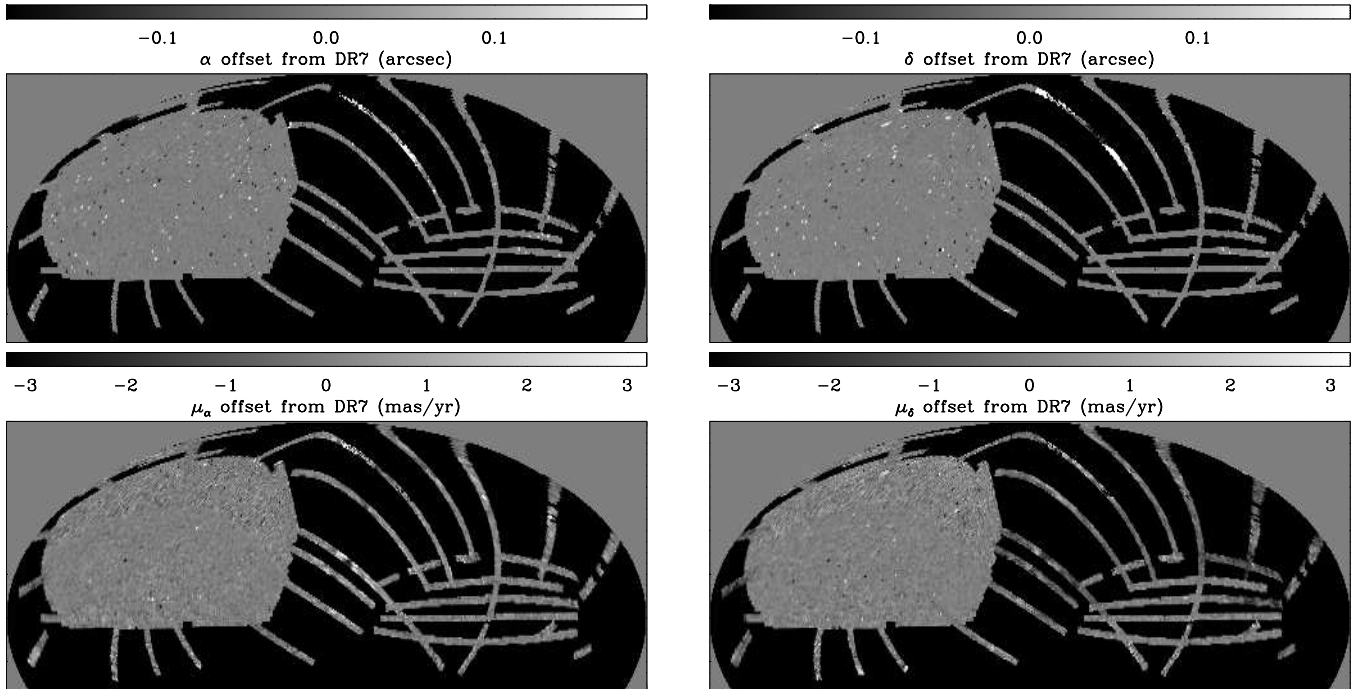 −0.1 0.0 0.1
α offset from DR7 (arcsec)
−0.1 0.0 0.1
δ offset from DR7 (arcsec)
−3 −2 −1 0 1 2 3
μα offset from DR7 (mas/yr)
−3 −2 −1 0 1 2 3
μδ offset from DR7 (mas/yr)